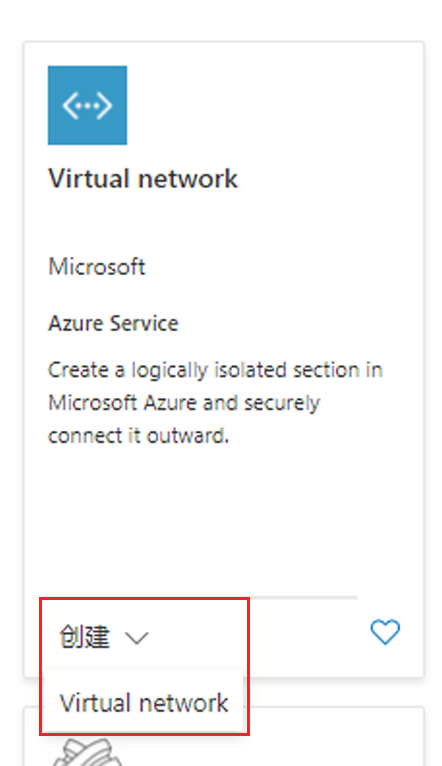 Virtual network
Microsoft
Azure Service
Create a logically isolated section in
Microsoft Azure and securely
connect it outward.
创建
Virtual network